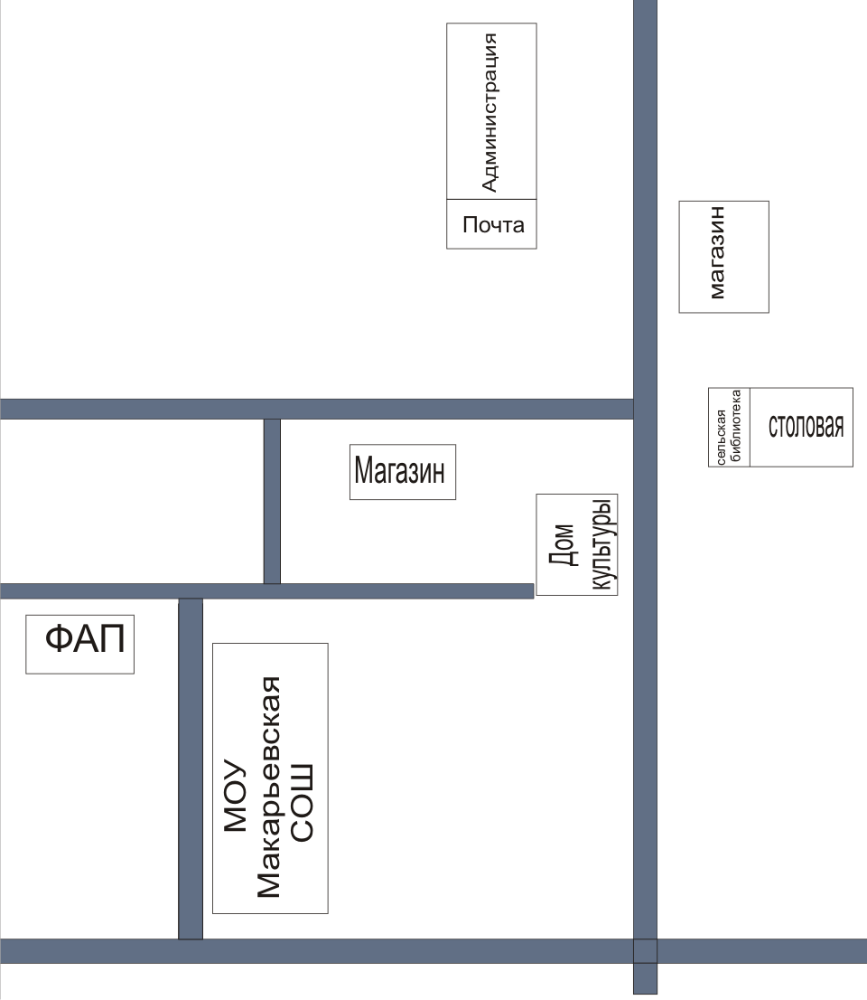 Администрация
Почта
магазин
сельская
библиотека
столовая
Магазин
Дом
культуры
ФАП
МОУ
Макарьевская
СОШ